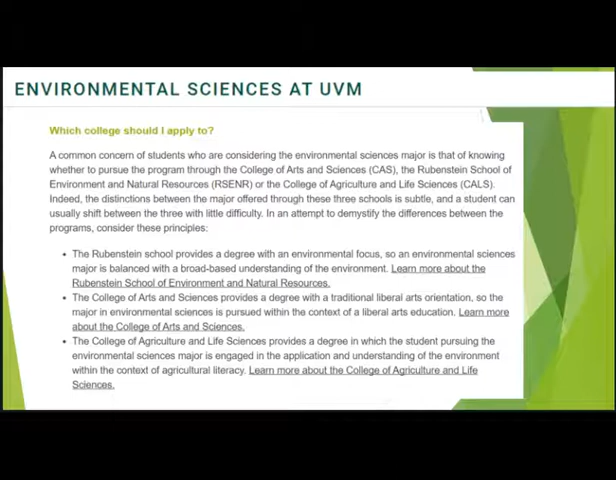 ENVIRONMENTAL SCIENCES AT UVM
Which college should I apply to?
A common concern of students who are considering the environmental sciences major is that of knowing
whether to pursue the program through the College of Arts and Sciences (CAS), the Rubenstein School of
Environment and Natural Resources (RSENR) or the College of Agriculture and Life Sciences (CALS).
Indeed, the distinctions between the major offered through these three schools is subtle, and a student can
usually shift between the three with little difficulty. In an attempt to demystify the differences between the
programs, consider these principles:
• The Rubenstein school provides a degree with an environmental focus, so an environmental sciences
major is balanced with a broad-based understanding of the environment. Learn more about the
Rubenstein School of Environment and Natural Resources.
• The College of Arts and Sciences provides a degree with a traditional liberal arts orientation, so the
major in environmental sciences is pursued within the context of a liberal arts education. Learn more
about the College of Arts and Sciences.
• The College of Agriculture and Life Sciences provides a degree in which the student pursuing the
environmental sciences major is engaged in the application and understanding of the environment
within the context of agricultural literacy. Learn more about the College of Agriculture and Life
Sciences.